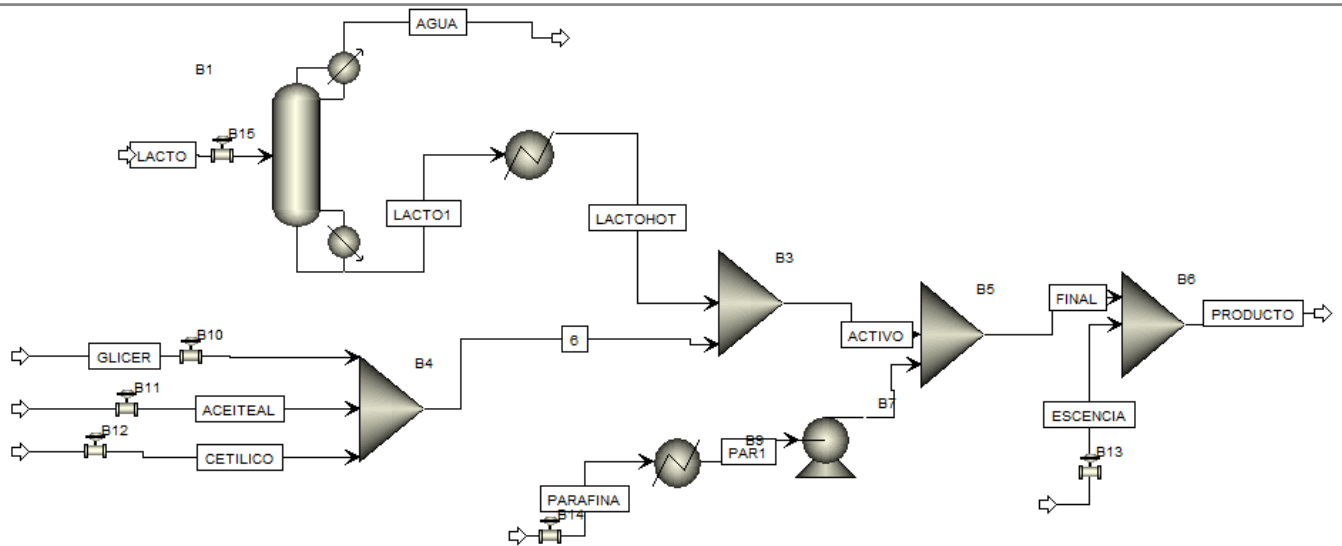 AGUA
B1
B15
LACTO
LACTO1
LACTOHOT
B3
B5
FINAL
B6
PRODUCTO
B10
GLICER
B4
6
ACTIVO
B11
ACEITEAL
B12
CETILICO
B7
B9
PAR1
ESCENCIA
B13
PARAFINA
B14